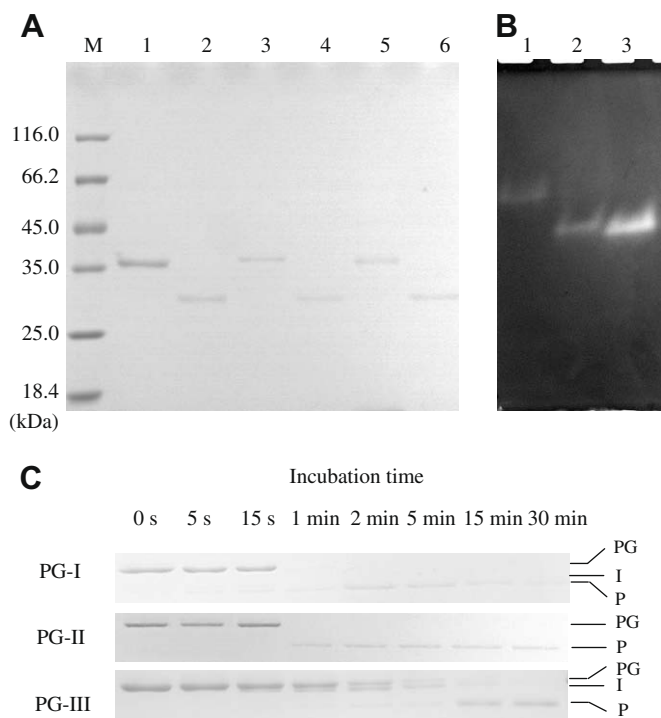 A
B
M 1 2 3 4 5 6
1 2 3
116.0
66.2
45.0
35.0
25.0
18.4
(kDa)
C
Incubation time
0 s 5 s 15 s 1 min 2 min 5 min 15 min 30 min
PG-I
PG
I
P
PG-II
PG
P
PG-III
PG
I
P